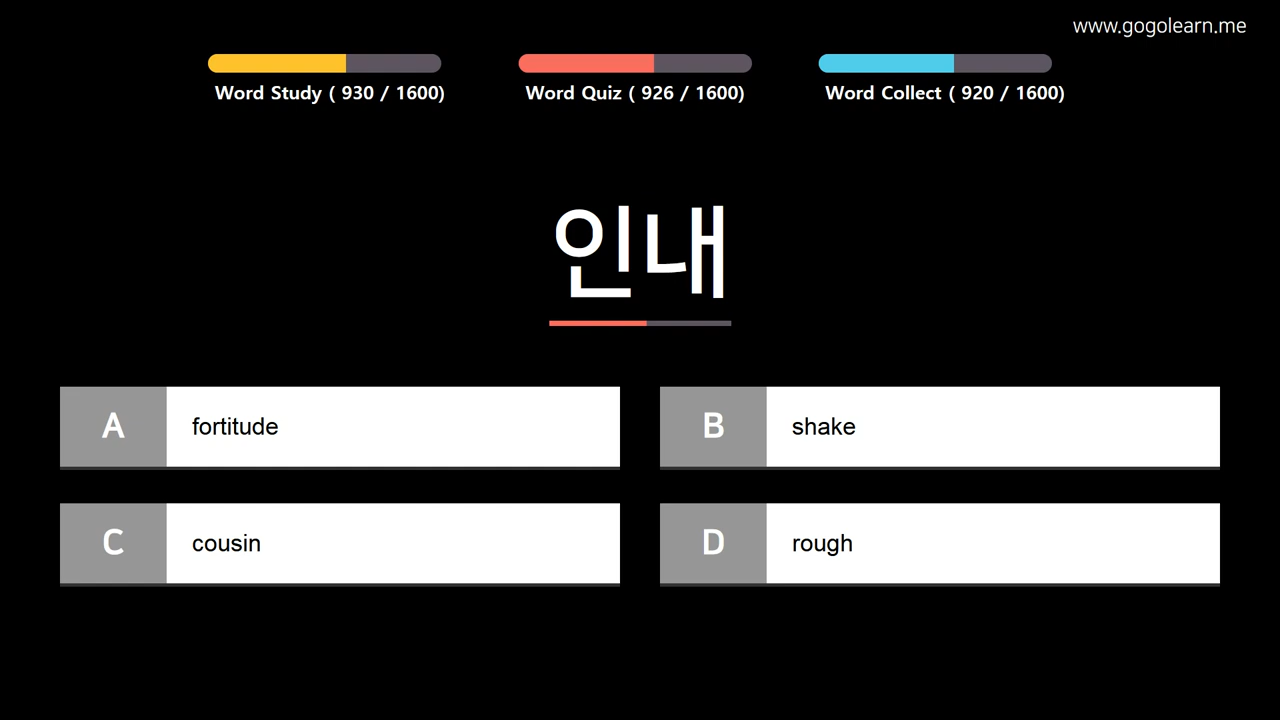 www.gogolearn.me
Word Study ( 930 / 1600)
Word Quiz ( 926 / 1600)
Word Collect ( 920 / 1600)
인내
A fortitude
B shake
C cousin
D rough